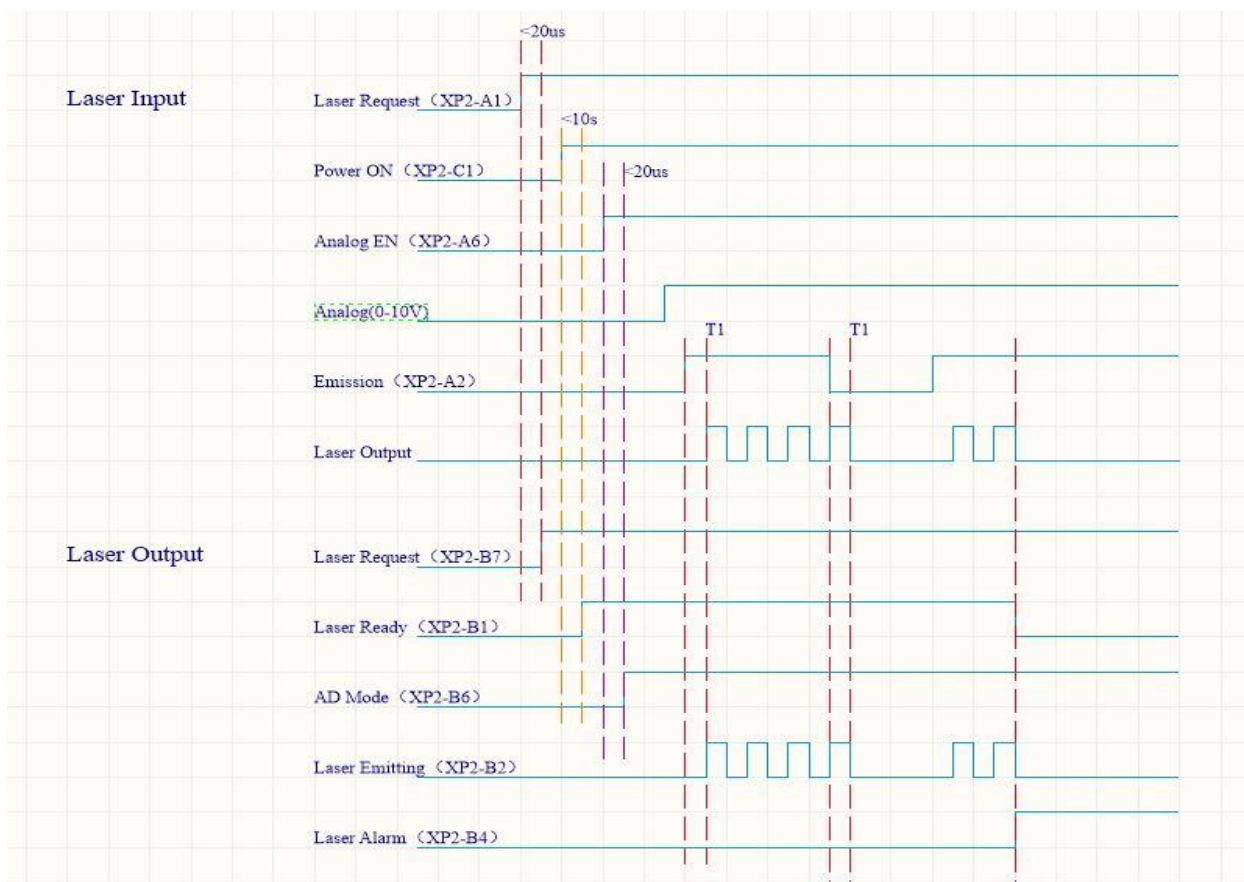 <20us
Laser Input
Laser Request（XP2-A1）
<10s
Power ON（XP2-C1）
<20us
Analog EN（XP2-A6）
Analog(0-10V)
T1
T1
Emission（XP2-A2）
Laser Output
Laser Output
Laser Request（XP2-B7）
Laser Ready（XP2-B1）
AD Mode（XP2-B6）
Laser Emitting（XP2-B2）
Laser Alarm（XP2-B4）